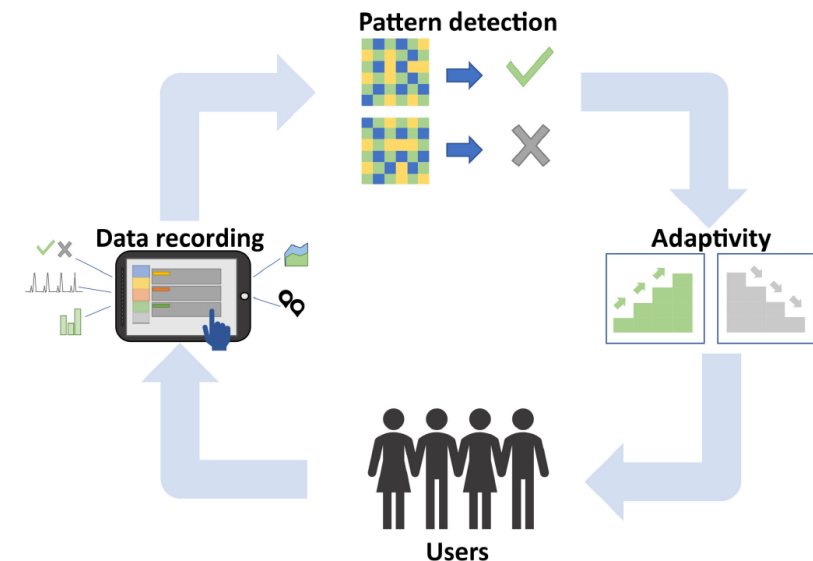 Pattern detection
Data recording
Adaptivity
Users